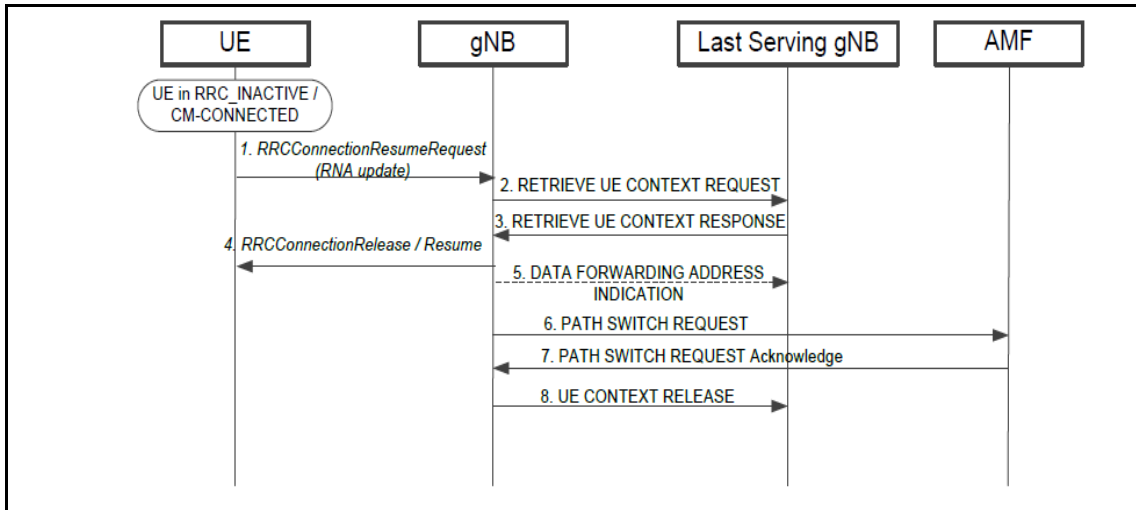 UE
gNB
Last Serving gNB
AMF
UE in RRC_INACTIVE /
CM-CONNECTED
1. RRCConnectionResumeRequest
(RNA update)
2. RETRIEVE UE CONTEXT REQUEST
3. RETRIEVE UE CONTEXT RESPONSE
4. RRCConnectionRelease / Resume
5. DATA FORWARDING ADDRESS
INDICATION
6. PATH SWITCH REQUEST
7. PATH SWITCH REQUEST Acknowledge
8. UE CONTEXT RELEASE